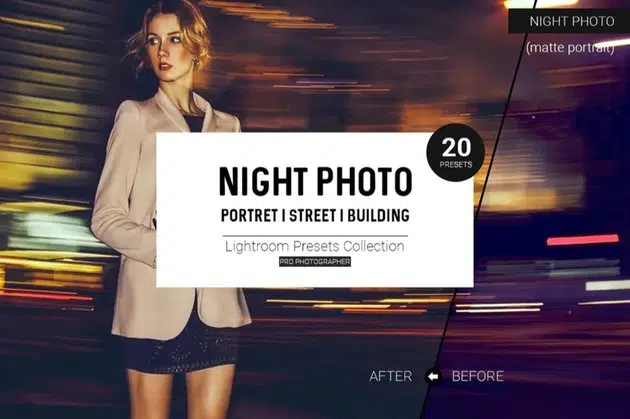 NIGHT PHOTO
(matte portrait)
20
PRESETS
NIGHT PHOTO
PORTRET I STREET I BUILDING
Lightroom Presets Collection
PRO PHOTOGRAPHER
AFTER BEFORE